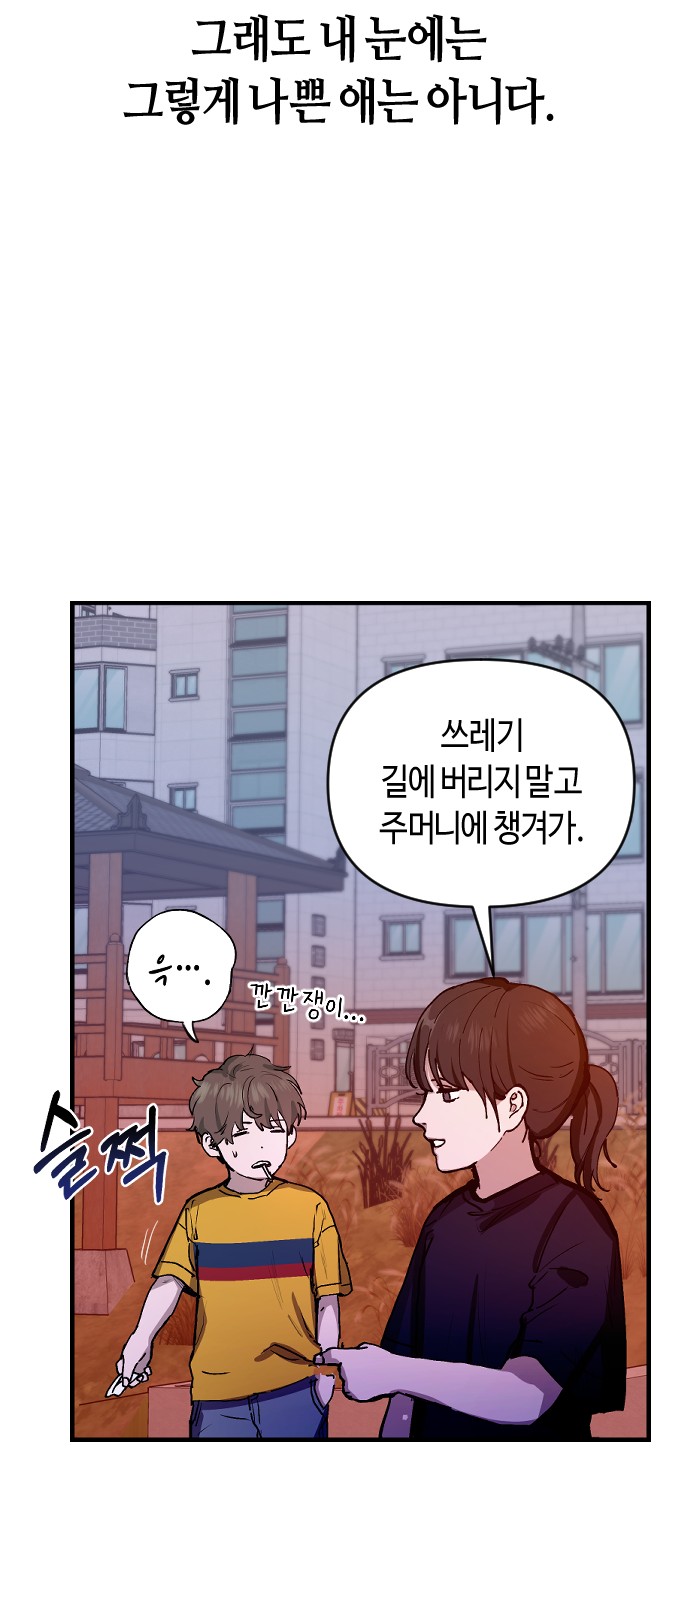 그래도 내 눈에는
그렇게 나쁜 애는 아니다.
쓰레기
길에 버리지 말고
주머니에 챙겨가.
윽….
깐깐쟁이...
슬쩍